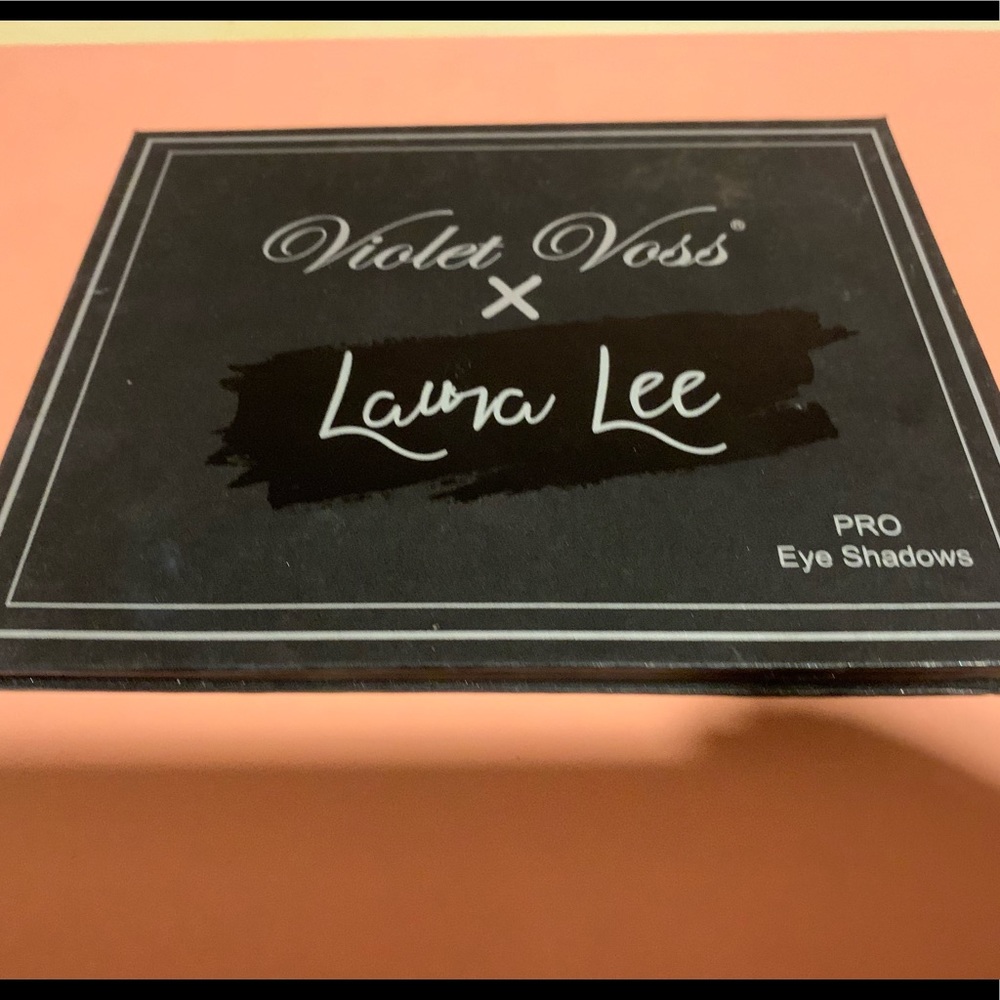 Violet Voss®
X
Laura Lee
PRO
Eye Shadows